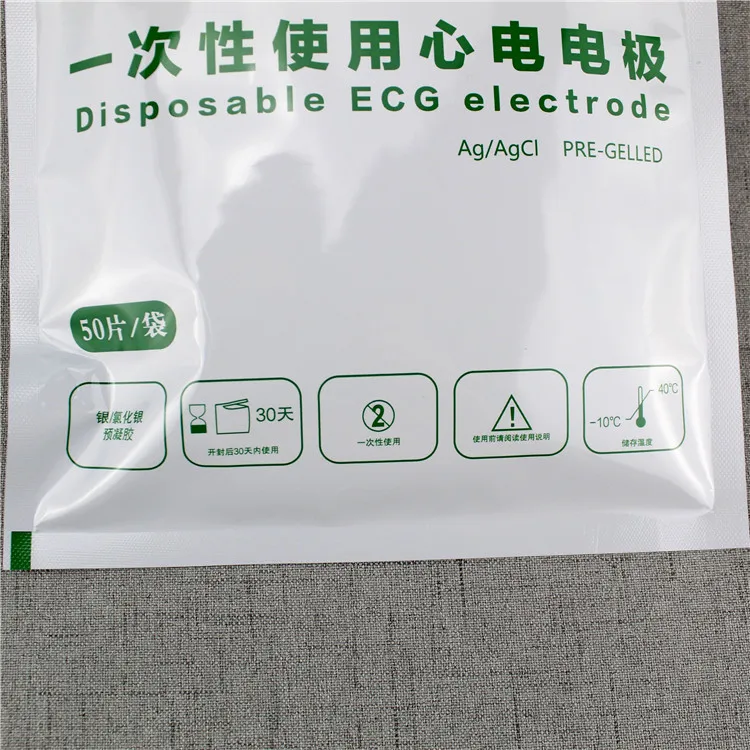 一次性使用心电电极
Disposable ECG electrode
Ag/AgCl PRE-GELLED
50片/袋
银/氯化银
预凝胶
30天
开封后30天内使用
2
一次性使用
使用前请阅读使用说明
40℃
-10℃
储存温度